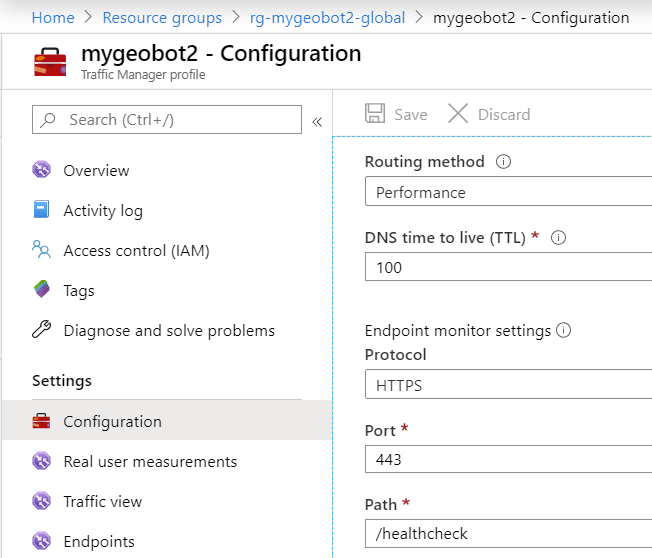 Home > Resource groups > rg-mygeobot2-global > mygeobot2 - Configuration
mygeobot2 - Configuration
Traffic Manager profile
Search (Ctrl+/)
«
Overview
Activity log
Access control (IAM)
Tags
Diagnose and solve problems
Settings
Configuration
Real user measurements
Traffic view
Endpoints
Save Discard
Routing method
Performance
DNS time to live (TTL) *
100
Endpoint monitor settings
Protocol
HTTPS
Port *
443
Path *
/healthcheck